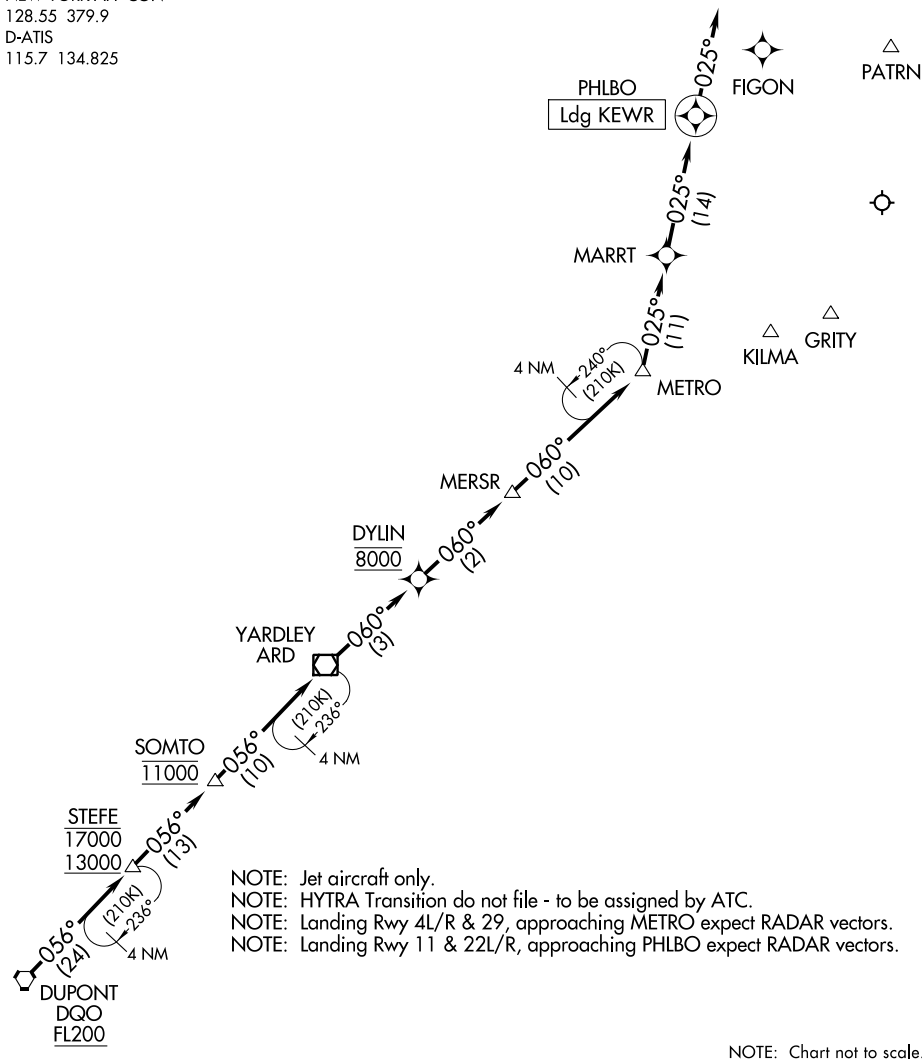 128.55 379.9
D-ATIS
115.7 134.825
025°
FIGON
PATRN
PHLBO
Ldg KEWR
025°
(14)
MARRT
025°
(11)
KILMA
GRITY
4 NM
240°
(210K)
METRO
060°
(10)
MERSR
DYLIN
8000
060°
(2)
YARDLEY
ARD
060°
(3)
(210K)
236°
4 NM
SOMTO
11000
056°
(10)
STEFE
17000
13000
056°
(13)
(210K)
236°
4 NM
056°
(24)
DUPONT
DQO
FL200
NOTE: Jet aircraft only.
NOTE: HYTRA Transition do not file - to be assigned by ATC.
NOTE: Landing Rwy 4L/R & 29, approaching METRO expect RADAR vectors.
NOTE: Landing Rwy 11 & 22L/R, approaching PHLBO expect RADAR vectors.
NOTE: Chart not to scale